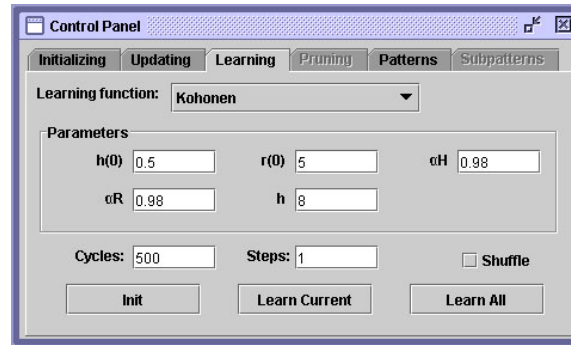 Control Panel
Initializing Updating Learning Pruning Patterns Subpatterns
Learning function: Kohonen
Parameters
h(0) 0.5 r(0) 5 αH 0.98
αR 0.98 h 8
Cycles: 500 Steps: 1 Shuffle
Init Learn Current Learn All